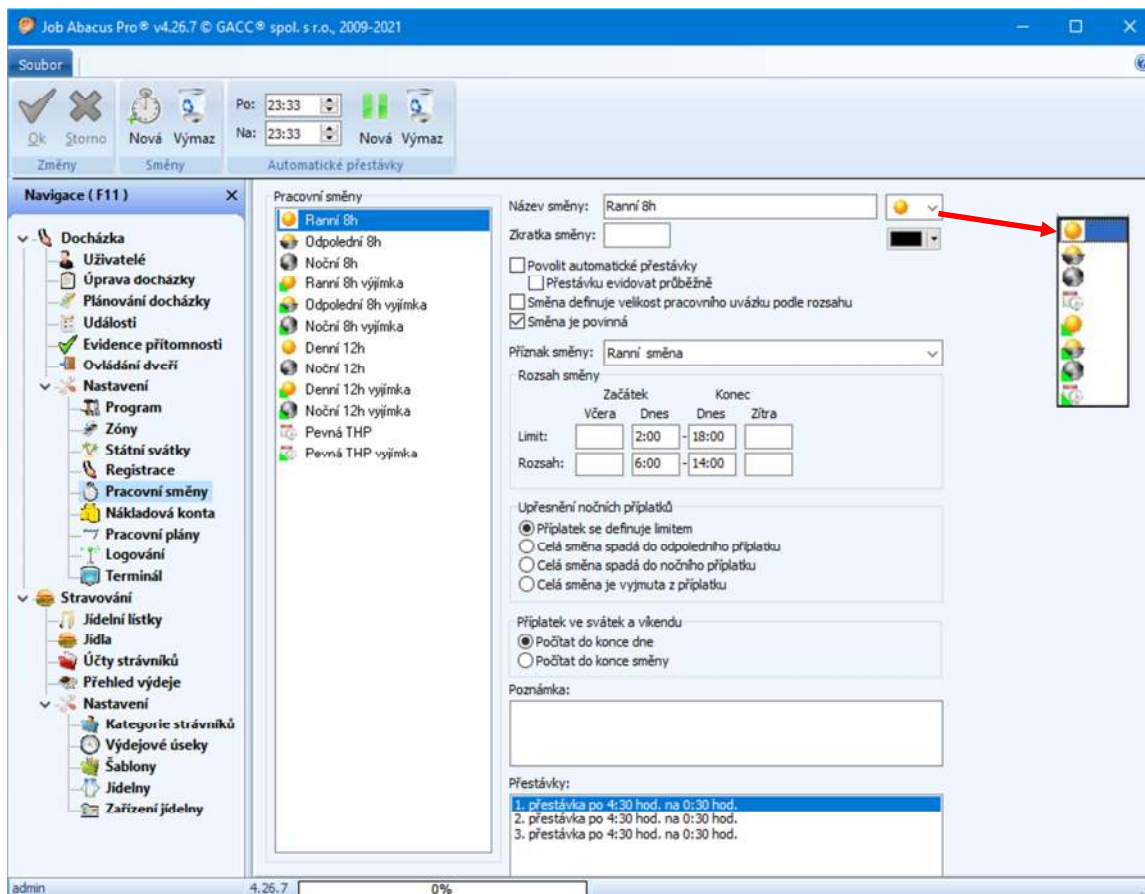 Job Abacus Pro® v4.26.7 © GACC® spol. s r.o., 2009-2021
Soubor
Ok Storno
Změny
Nová Výmaz
Směny
Po: 23:33
Na: 23:33
Nová Výmaz
Automatické přestávky
Navigace ( F11 )
Docházka
Uživatelé
Úprava docházky
Plánování docházky
Události
Evidence přítomnosti
Ovládání dveří
Nastavení
Program
Zóny
Státní svátky
Registrace
Pracovní směny
Nákladová konta
Pracovní plány
Logování
Terminál
Stravování
Jídelní lístky
Jídla
Účty strávníků
Přehled výdeje
Nastavení
Kategorie strávníků
Výdejové úseky
Šablony
Jídelny
Zařízení jídelny
Pracovní směny
Ranní 8h
Odpolední 8h
Noční 8h
Ranní 8h výjimka
Odpolední 8h vyjímka
Noční 8h vyjímka
Denní 12h
Noční 12h
Denní 12h vyjímka
Noční 12h vyjímka
Pevná THP
Pevná THP vyjímka
Název směny: Ranní 8h
Zkratka směny:
Povolit automatické přestávky
Přestávku evidovat průběžně
Směna definuje velikost pracovního uvázku podle rozsahu
Směna je povinná
Příznak směny: Ranní směna
Rozsah směny
Začátek Konec
Včera Dnes Dnes Zítra
Limit: 2:00 - 18:00
Rozsah: 6:00 - 14:00
Upřesnění nočních příplatků
Příplatek se definuje limitem
Celá směna spadá do odpoledního příplatku
Celá směna spadá do nočního příplatku
Celá směna je vyjmuta z příplatku
Příplatek ve svátek a víkendu
Počítat do konce dne
Počítat do konce směny
Poznámka:
Přestávky:
1. přestávka po 4:30 hod. na 0:30 hod.
2. přestávka po 4:30 hod. na 0:30 hod.
3. přestávka po 4:30 hod. na 0:30 hod.
admin 4.26.7 0%